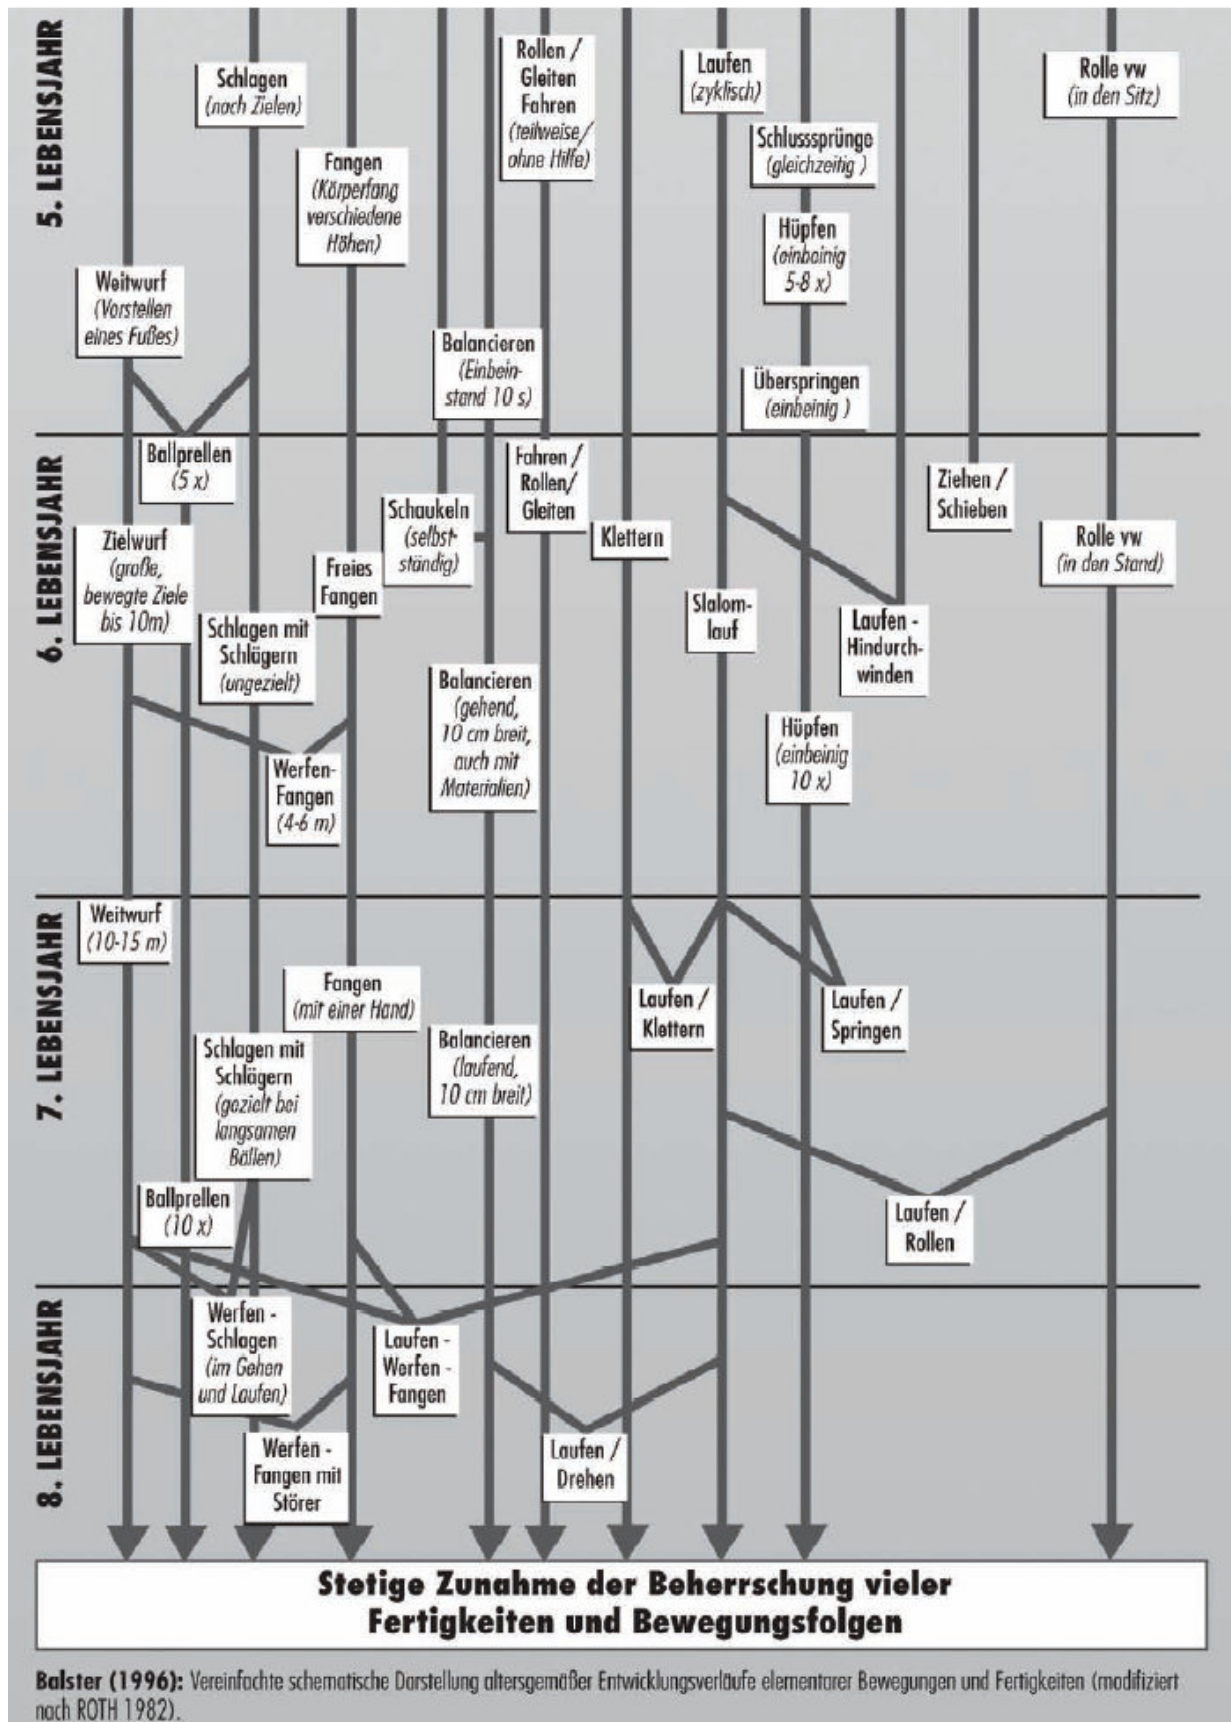 5. LEBENSJAHR
Schlagen
(nach Zielen)
Rollen /
Gleiten
Fahren
(teilweise/
ohne Hilfe)
Laufen
(zyklisch)
Rolle vw
(in den Sitz)
Schlusssprünge
(gleichzeitig )
Fangen
(Körperfang
verschiedene
Höhen)
Hüpfen
(einbeinig
5-8 x)
Weitwurf
(Vorstellen
eines Fußes)
Balancieren
(Einbein-
stand 10 s)
Überspringen
(einbeinig )
6. LEBENSJAHR
Ballprellen
(5 x)
Fahren /
Rollen/
Gleiten
Ziehen /
Schieben
Schaukeln
(selbst-
ständig)
Klettern
Rolle vw
(in den Stand)
Zielwurf
(große,
bewegte Ziele
bis 10m)
Freies
Fangen
Slalom-
lauf
Laufen -
Hindurch-
winden
Schlagen mit
Schlägern
(ungezielt)
Balancieren
(gehend,
10 cm breit,
auch mit
Materialien)
Hüpfen
(einbeinig
10 x)
Werfen-
Fangen
(4-6 m)
7. LEBENSJAHR
Weitwurf
(10-15 m)
Fangen
(mit einer Hand)
Laufen /
Klettern
Laufen /
Springen
Schlagen mit
Schlägern
(gezielt bei
langsamen
Bällen)
Balancieren
(laufend,
10 cm breit)
Ballprellen
(10 x)
Laufen /
Rollen
8. LEBENSJAHR
Werfen -
Schlagen
(im Gehen
und Laufen)
Laufen -
Werfen -
Fangen
Werfen -
Fangen mit
Störer
Laufen /
Drehen
Stetige Zunahme der Beherrschung vieler
Fertigkeiten und Bewegungsfolgen
Balster (1996): Vereinfachte schematische Darstellung altersgemäßer Entwicklungsverläufe elementarer Bewegungen und Fertigkeiten (modifiziert
nach ROTH 1982).